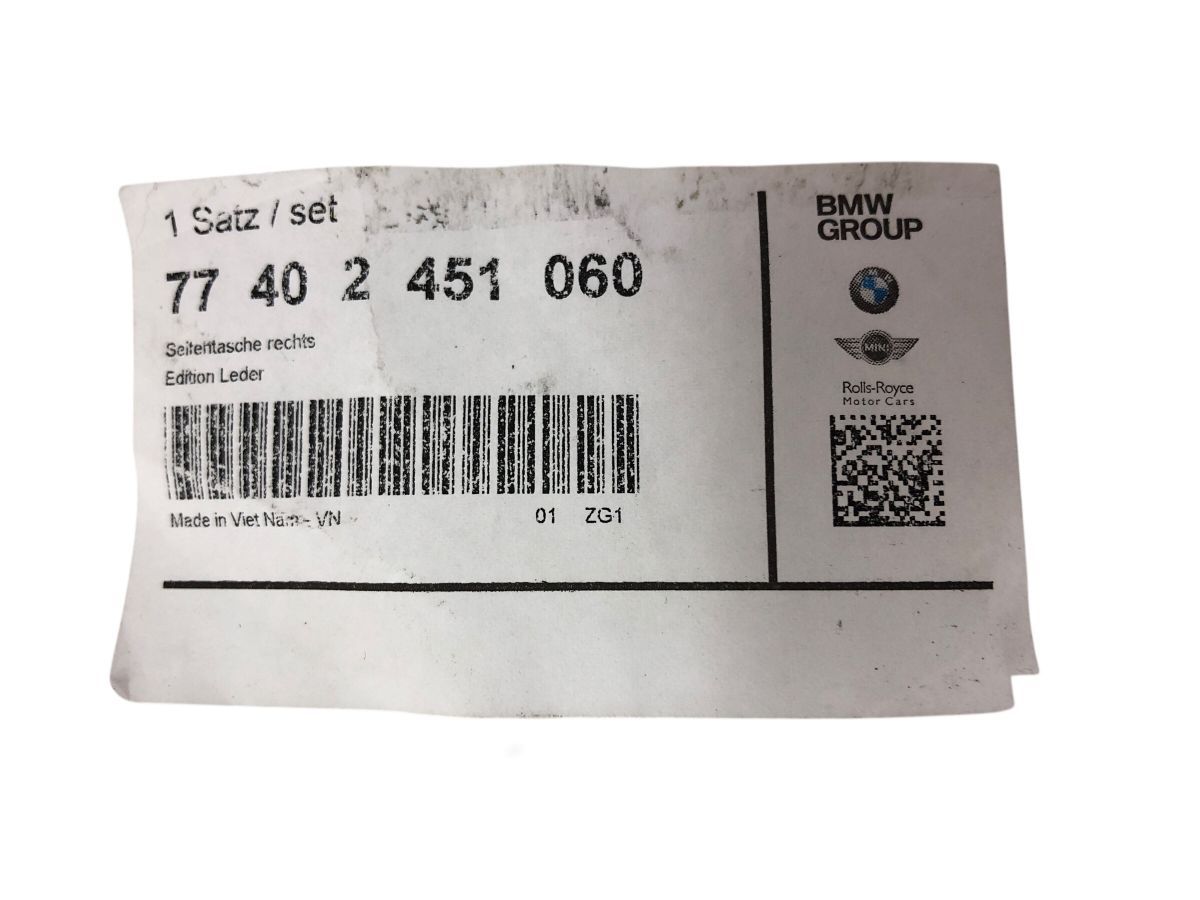 1 Satz / set
77 40 2 451 060
Seitentasche rechts
Edition Leder
Made in Viet Nam - VN
01 ZG1
BMW
GROUP
BMW
MINI
Rolls-Royce
Motor Cars